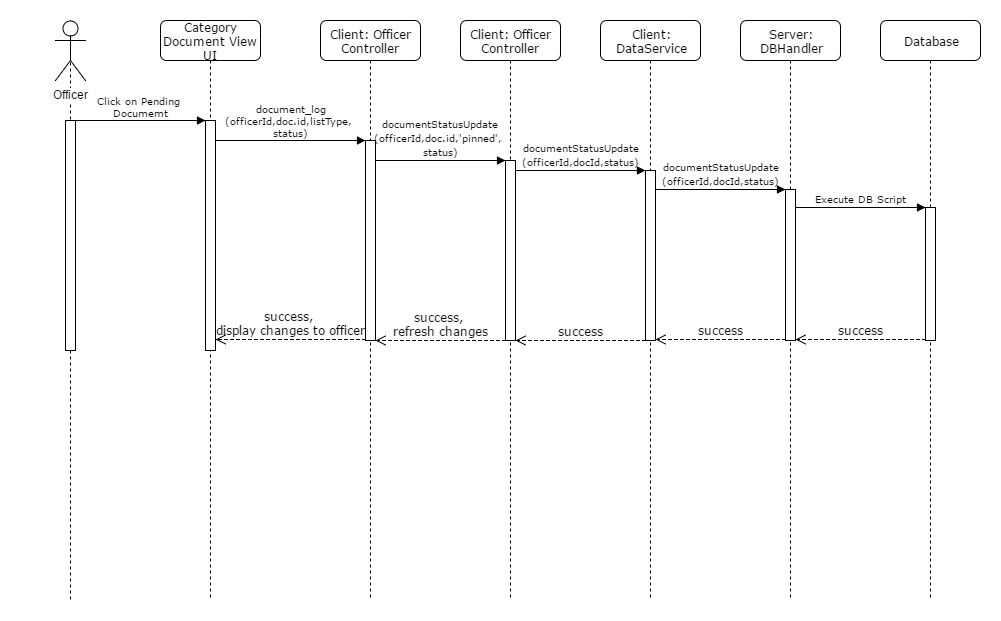 Officer
Category
Document View
UI
Client: Officer
Controller
Client: Officer
Controller
Client:
DataService
Server:
DBHandler
Database
Click on Pending
Documemt
document_log
(officerId,doc.id,listType,
status)
documentStatusUpdate
(officerId,doc.id,'pinned',
status)
documentStatusUpdate
(officerId,docId,status)
documentStatusUpdate
(officerId,docId,status)
Execute DB Script
success,
display changes to officer
success,
refresh changes
success
success
success